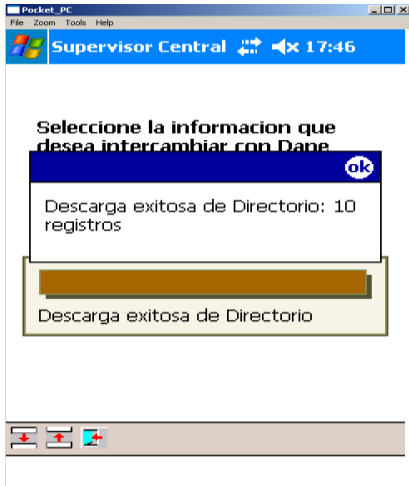 Pocket_PC
File Zoom Tools Help
Supervisor Central 17:46
Seleccione la informacion que
desea intercambiar con Dane
ok
Descarga exitosa de Directorio: 10
registros
Descarga exitosa de Directorio